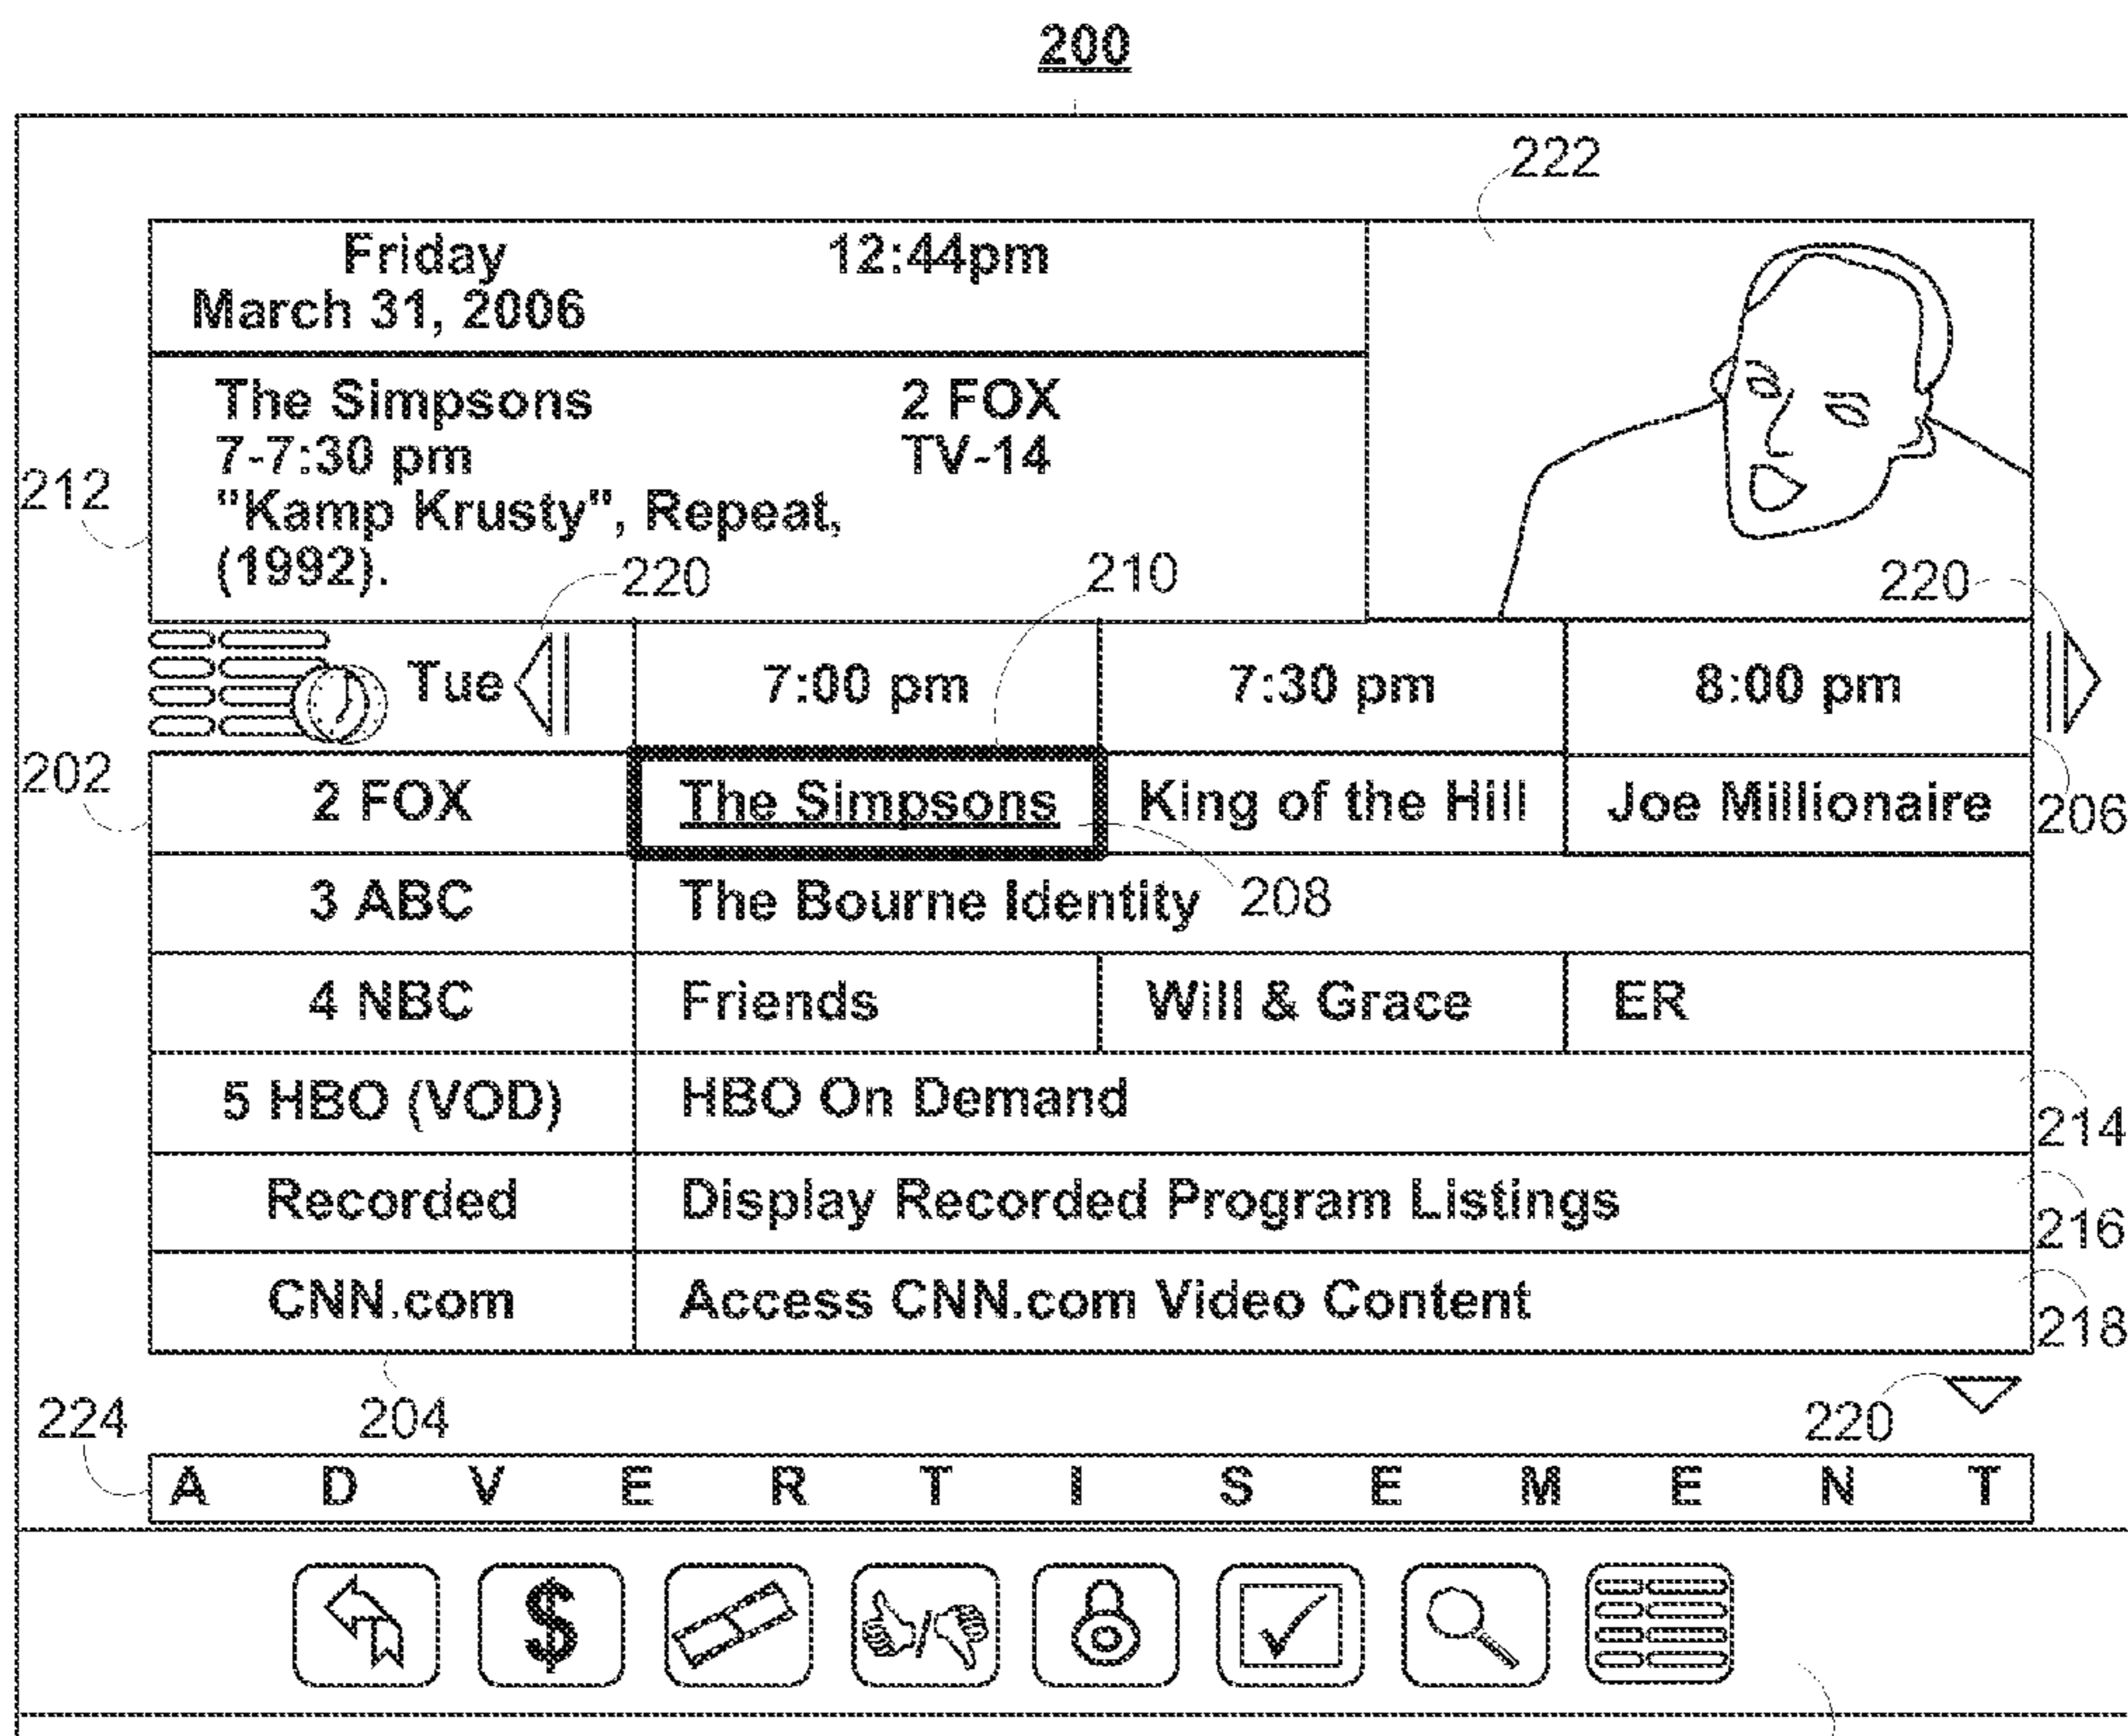 200
222
Friday 12:44pm
March 31, 2006
The Simpsons 2 FOX
7-7:30 pm TV-14
212
"Kamp Krusty", Repeat,
(1992).
220
210
220
Tue 7:00 pm 7:30 pm 8:00 pm
202
2 FOX The Simpsons King of the Hill Joe Millionaire
206
3 ABC The Bourne Identity 208
4 NBC Friends Will & Grace ER
5 HBO (VOD) HBO On Demand
214
Recorded Display Recorded Program Listings
216
CNN.com Access CNN.com Video Content
218
224
204
220
A D V E R T I S E M E N T
$